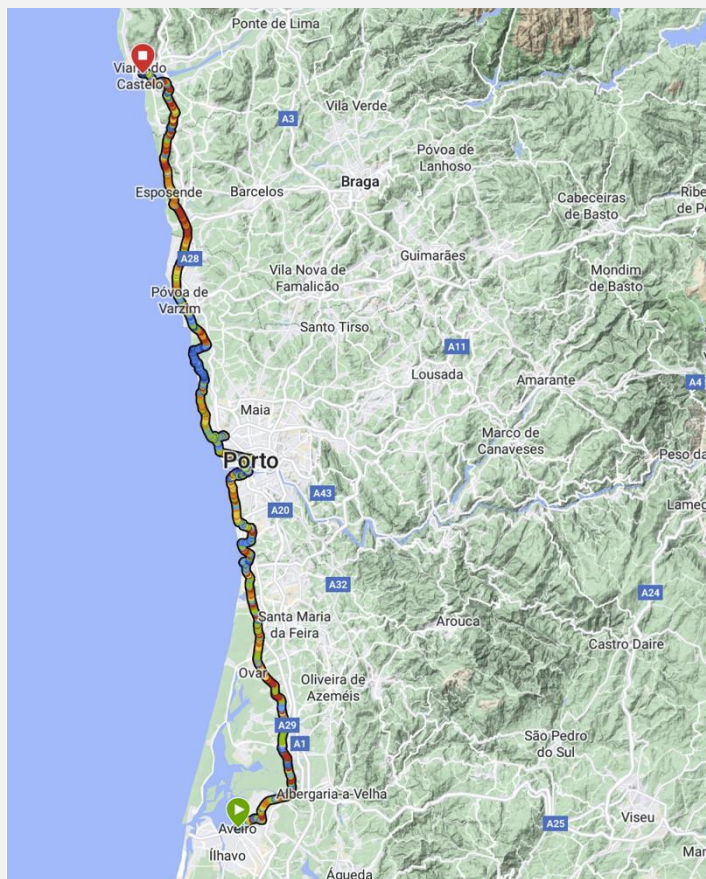 Ponte de Lima
Viana do
Castelo
A3
Vila Verde
Póvoa de
Lanhoso
Braga
Esposende
Barcelos
Cabeceiras
de Basto
Guimarães
A28
Vila Nova de
Famalicão
Mondim
de Basto
Póvoa de
Varzim
Santo Tirso
A11
Lousada
Amarante
A4
Maia
Marco de
Canaveses
Porto
A43
A20
A32
A24
Santa Maria
da Feira
Arouca
Castro Daire
Ovar
Oliveira de
Azeméis
A29
A1
São Pedro
do Sul
Albergaria-a-Velha
A25
Viseu
Aveiro
Ílhavo
Águeda